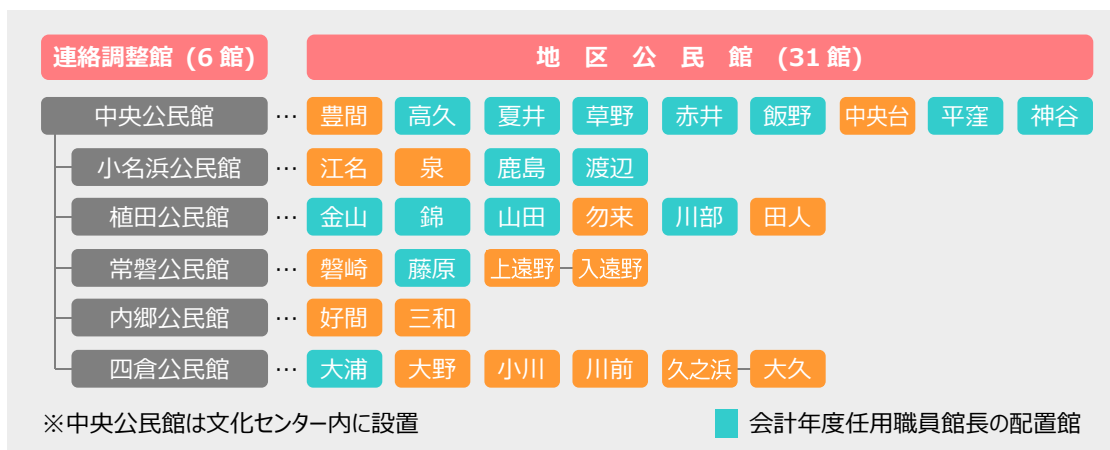 連絡調整館 (6 館) 地区公民館 (31 館)
中央公民館 … 豊間 高久 夏井 草野 赤井 飯野 中央台 平窪 神谷
小名浜公民館 … 江名 泉 鹿島 渡辺
植田公民館 … 金山 錦 山田 勿来 川部 田人
常磐公民館 … 磐崎 藤原 上遠野 入遠野
内郷公民館 … 好間 三和
四倉公民館 … 大浦 大野 小川 川前 久之浜 大久
※中央公民館は文化センター内に設置 会計年度任用職員館長の配置館